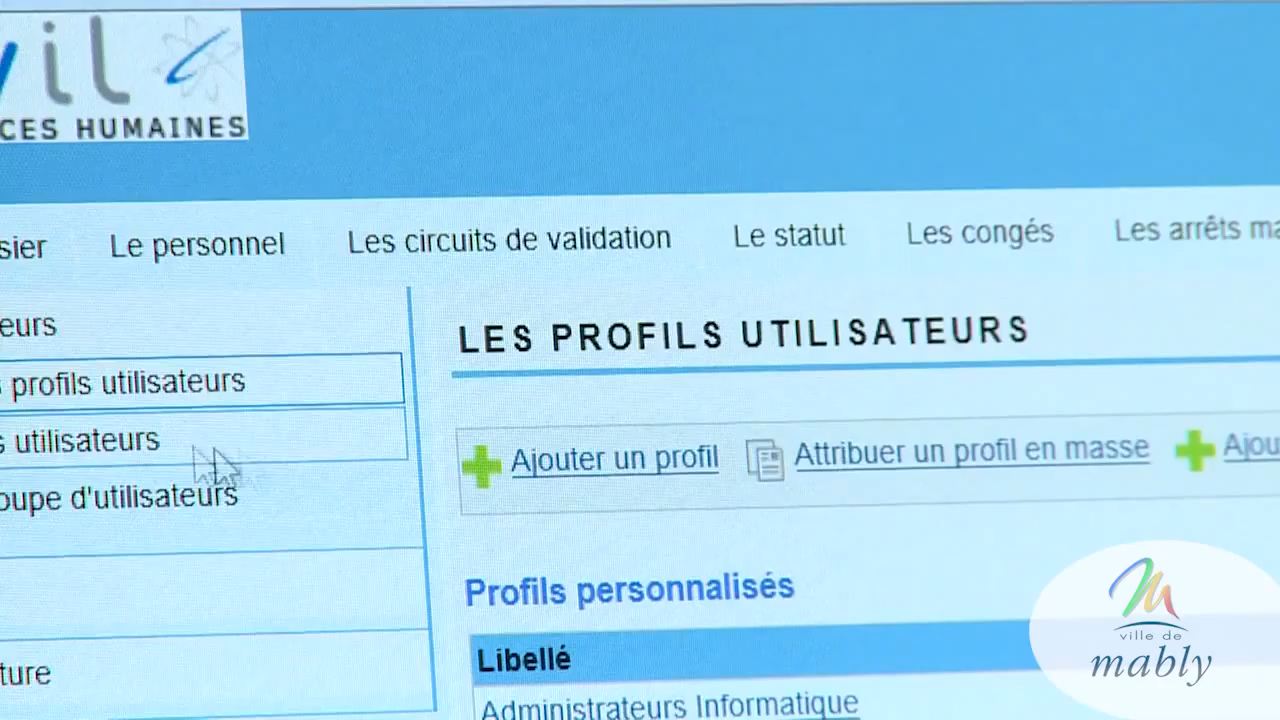 vil
CES HUMAINES
sier Le personnel Les circuits de validation Le statut Les congés Les arrêts ma
eurs
LES PROFILS UTILISATEURS
profils utilisateurs
s utilisateurs
Ajouter un profil Attribuer un profil en masse Ajou
oupe d'utilisateurs
Profils personnalisés
ville de
mably
Libellé
ture
Administrateurs Informatique